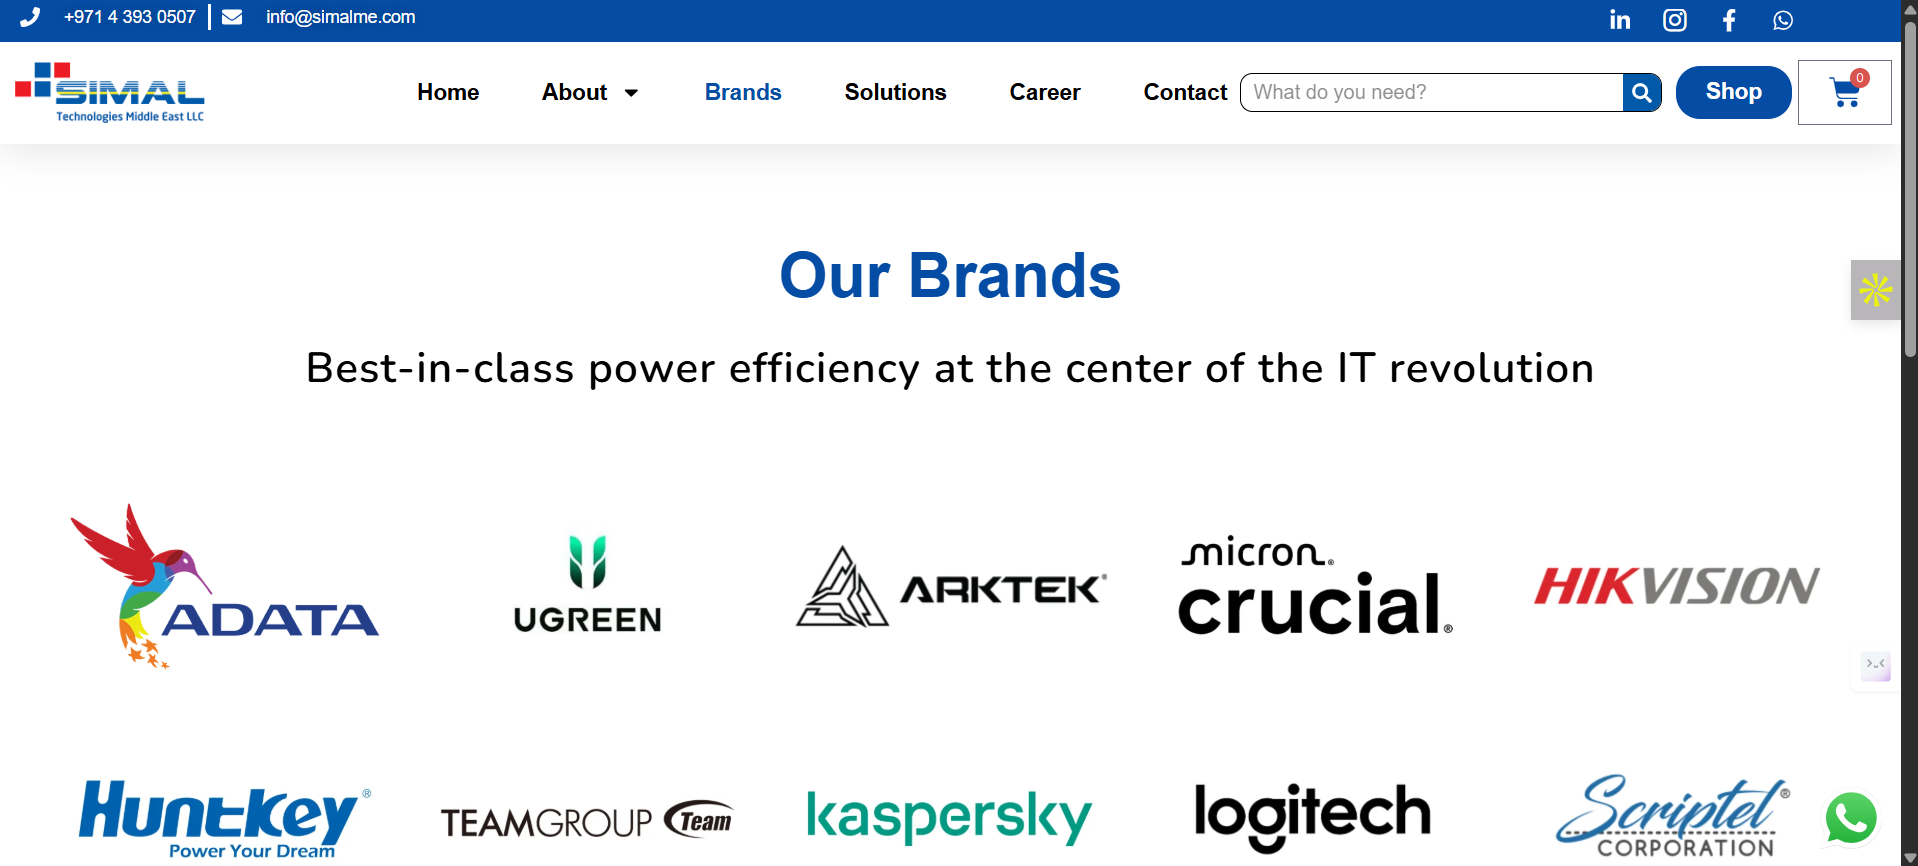 +971 4 393 0507
info@simalme.com
SIMAL
Technologies Middle East LLC
Home
About
Brands
Solutions
Career
Contact
What do you need?
Shop
0
Our Brands
Best-in-class power efficiency at the center of the IT revolution
ADATA
UGREEN
ARKTEK®
micron®
crucial®
HIKVISION
HuntKey®
Power Your Dream
TEAMGROUP Team
kaspersky
logitech
Scriptel®
CORPORATION